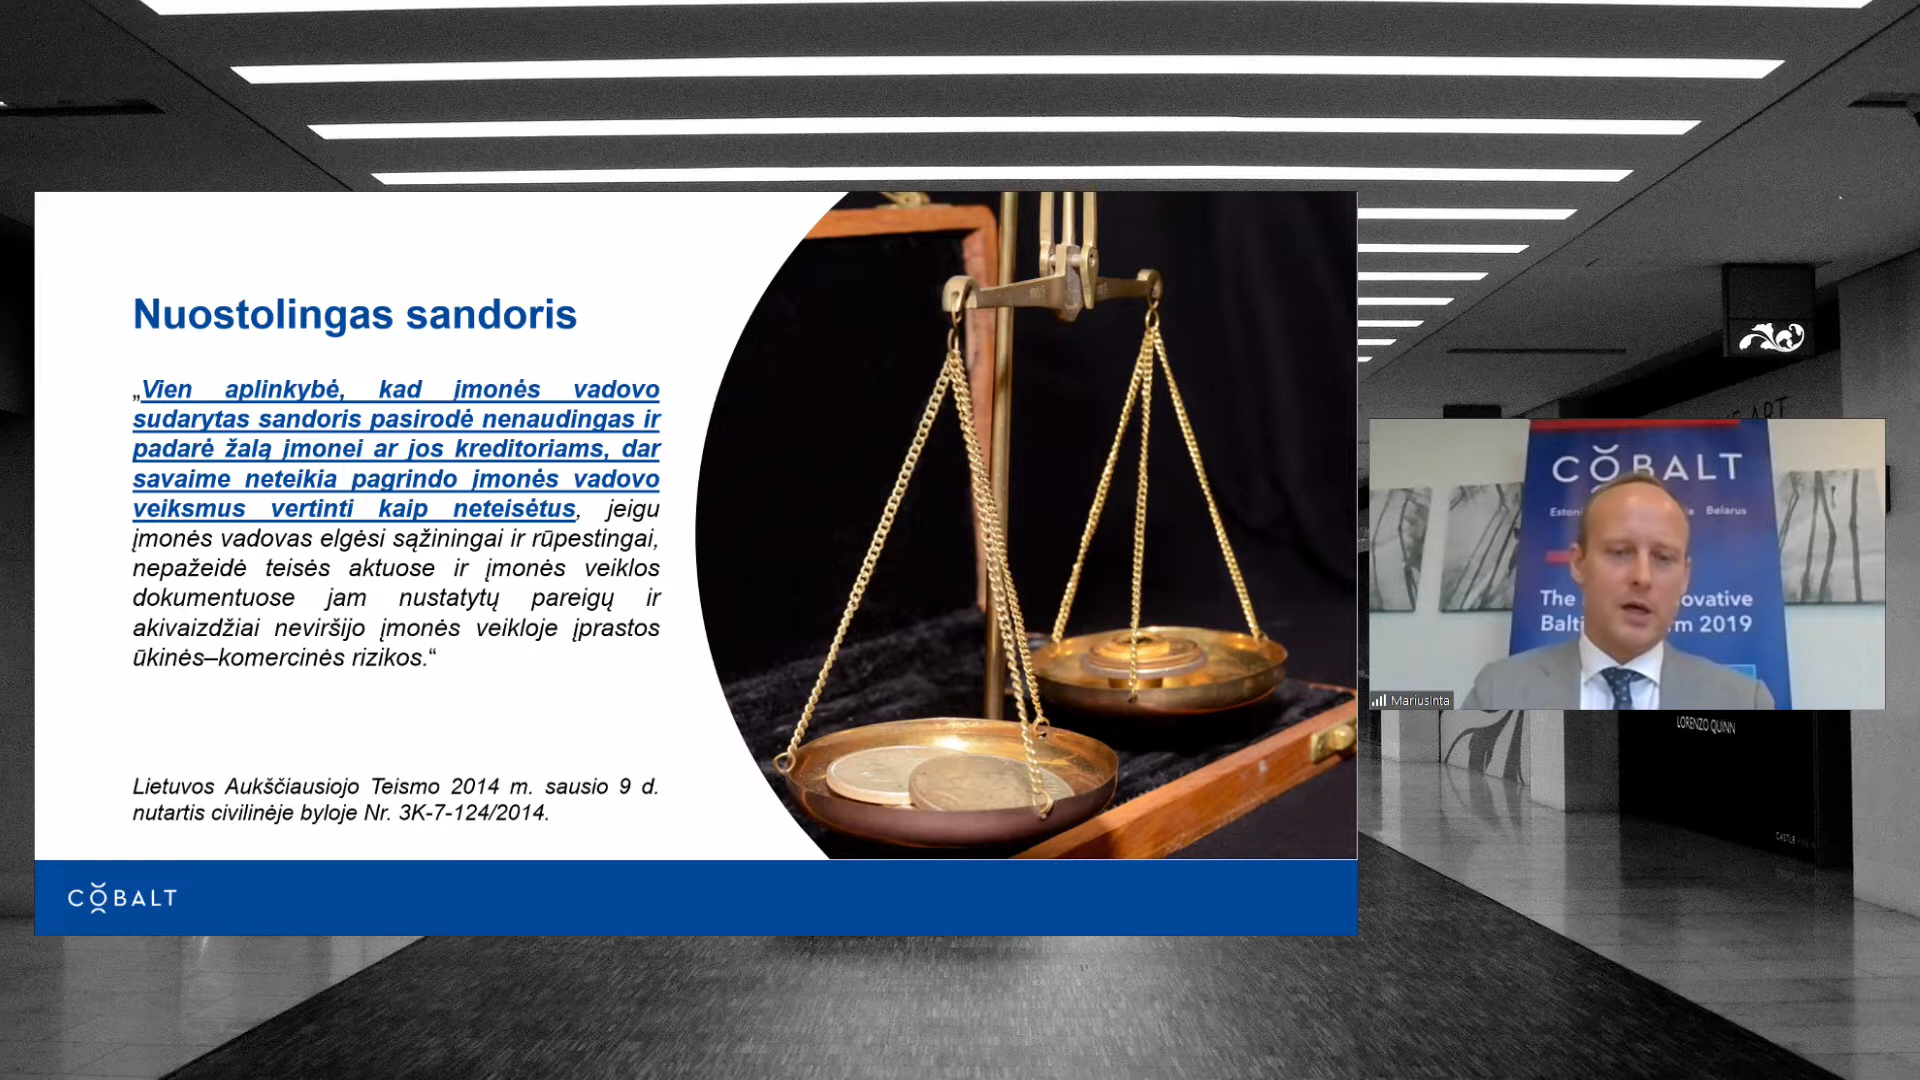 Nuostolingas sandoris
„Vien aplinkybė, kad įmonės vadovo
sudarytas sandoris pasirodė nenaudingas ir
padarė žalą įmonei ar jos kreditoriams, dar
savaime neteikia pagrindo įmonės vadovo
veiksmus vertinti kaip neteisėtus, jeigu
įmonės vadovas elgėsi sąžiningai ir rūpestingai,
nepažeidė teisės aktuose ir įmonės veiklos
dokumentuose jam nustatytų pareigų ir
akivaizdžiai neviršijo įmonės veikloje įprastos
ūkinės–komercinės rizikos.“
Lietuvos Aukščiausiojo Teismo 2014 m. sausio 9 d.
nutartis civilinėje byloje Nr. 3K-7-124/2014.
COBALT
COBALT
Belarus
The
2019
MariusInta
ART
LORENZO QUINN